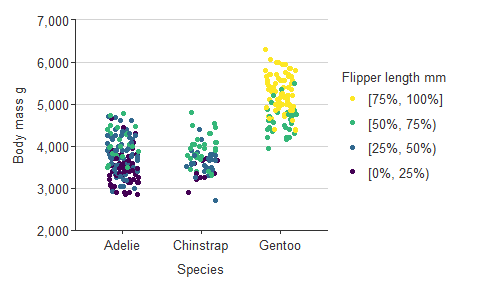 7,000
6,000
5,000
4,000
3,000
2,000
Body mass g
Adelie
Chinstrap
Gentoo
Species
Flipper length mm
[75%, 100%]
[50%, 75%)
[25%, 50%)
[0%, 25%)